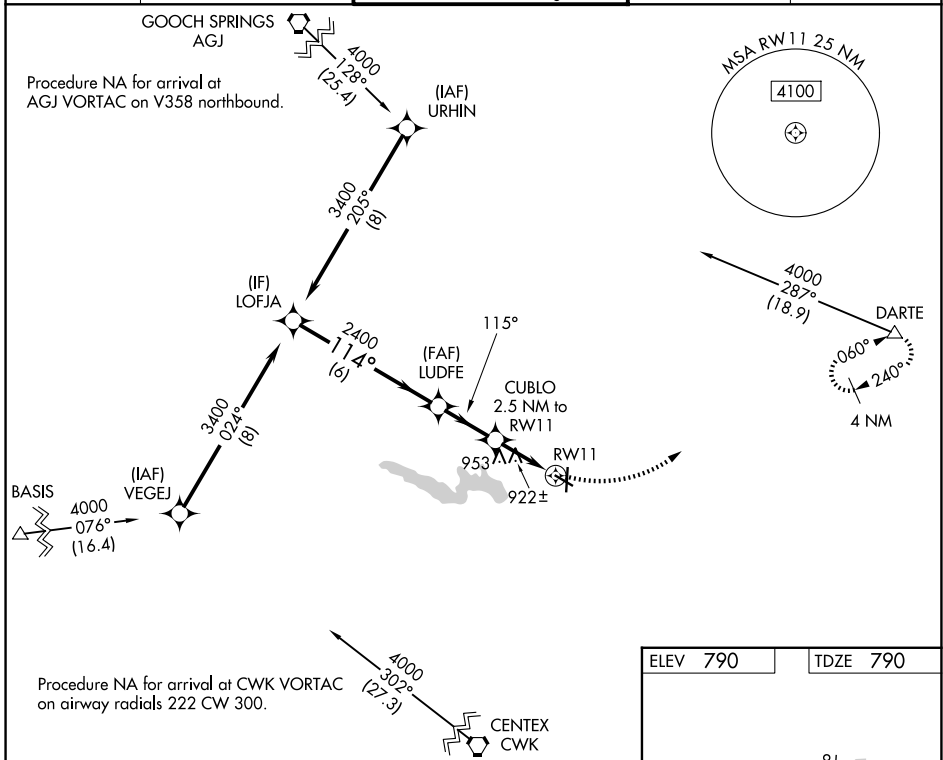 GOOCH SPRINGS
AGJ
4000
128°
(25.4)
Procedure NA for arrival at
AGJ VORTAC on V358 northbound.
(IAF)
URHIN
MSA RW11 25 NM
4100
3400
205°
(8)
(IF)
LOFJA
4000
287°
(18.9)
DARTE
060°
240°
4 NM
2400
114°
(6)
115°
(FAF)
LUDFE
CUBLO
2.5 NM to
RW11
3400
024°
(8)
953
922±
RW11
(IAF)
VEGEJ
BASIS
4000
076°
(16.4)
4000
302°
(27.3)
Procedure NA for arrival at CWK VORTAC
on airway radials 222 CW 300.
CENTEX
CWK
ELEV 790
TDZE 790